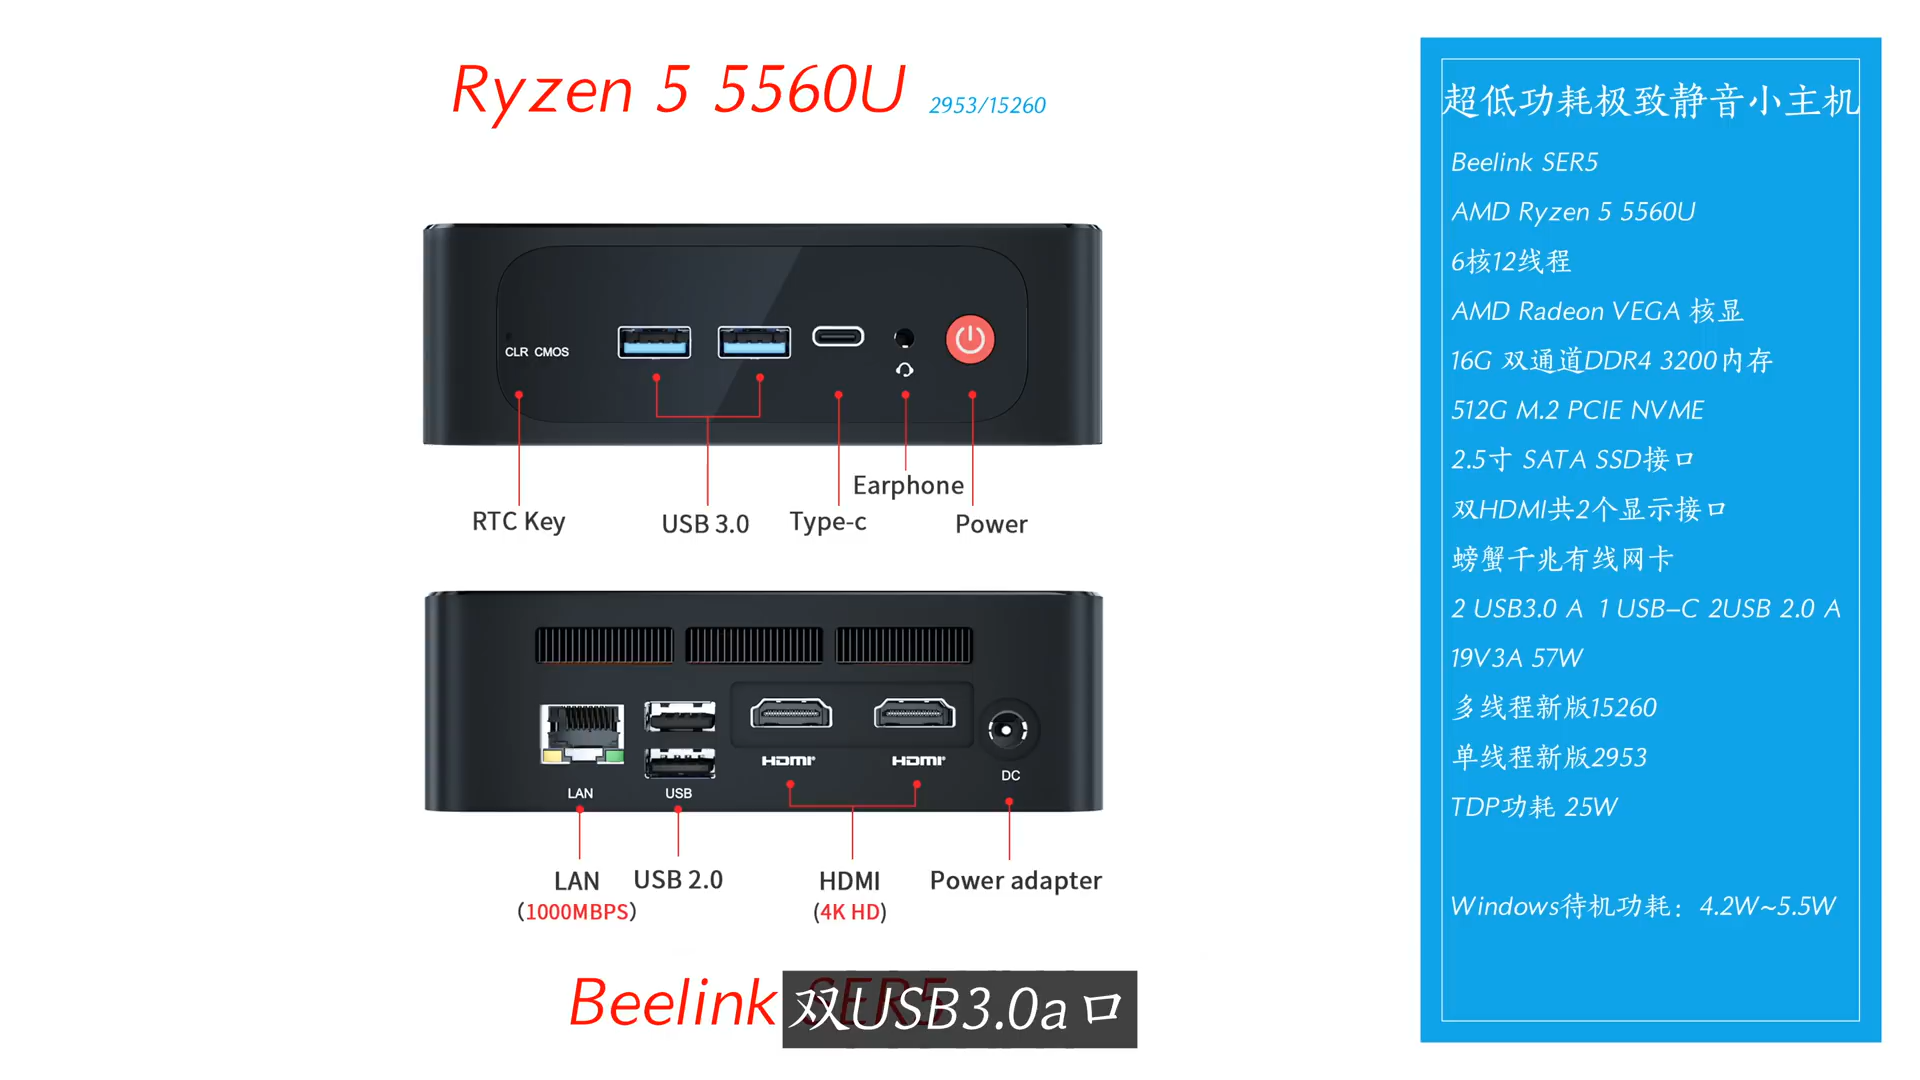 Ryzen 5 5560U 2953/15260
CLR CMOS
RTC Key
USB 3.0
Type-c
Earphone
Power
LAN
USB
HDMI
HDMI
DC
LAN
(1000MBPS)
USB 2.0
HDMI
(4K HD)
Power adapter
Beelink SER5
双USB3.0a口
超低功耗极致静音小主机
Beelink SER5
AMD Ryzen 5 5560U
6核12线程
AMD Radeon VEGA 核显
16G 双通道DDR4 3200内存
512G M.2 PCIE NVME
2.5寸 SATA SSD接口
双HDMI共2个显示接口
螃蟹千兆有线网卡
2 USB3.0 A 1 USB-C 2USB 2.0 A
19V3A 57W
多线程新版15260
单线程新版2953
TDP功耗 25W
Windows待机功耗：4.2W~5.5W